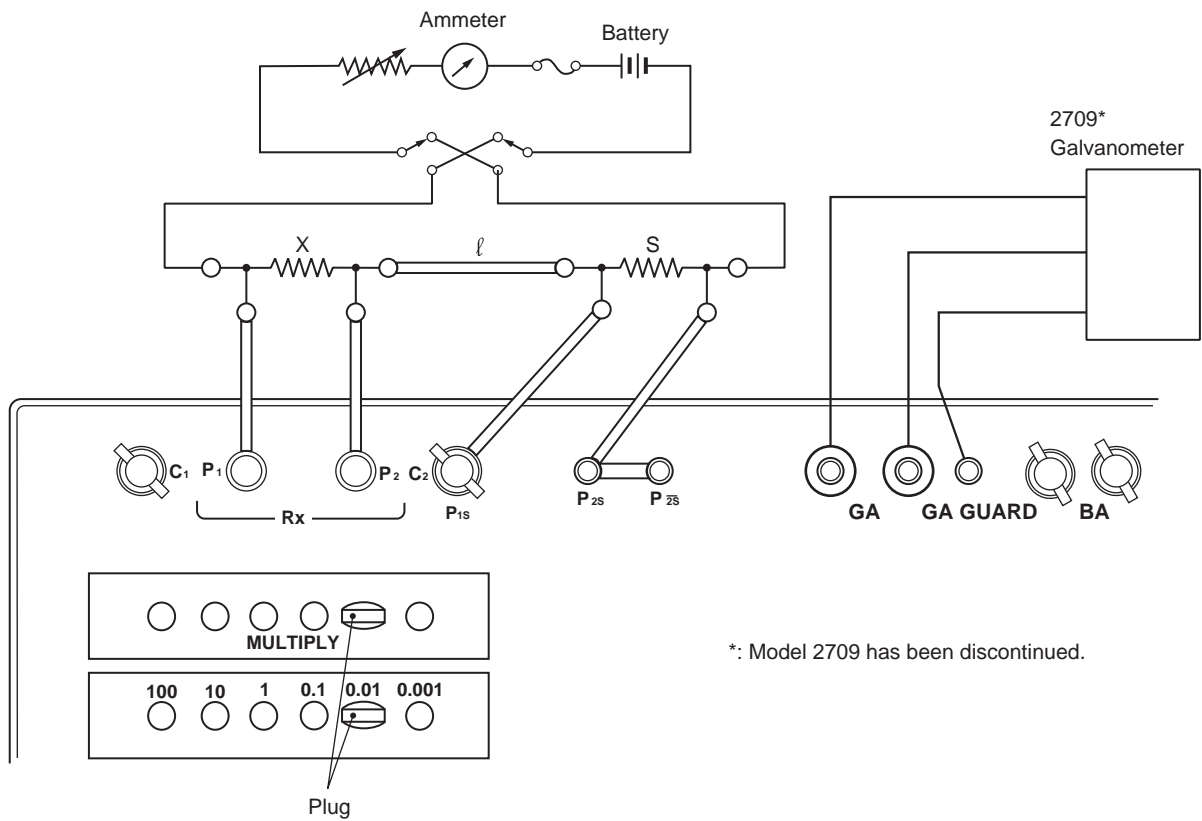 Ammeter
Battery
2709*
Galvanometer
X
ℓ
S
C1 P1 P2 C2
Rx
P1S
P2S
P2̅S̅
GA
GA GUARD
BA
MULTIPLY
*: Model 2709 has been discontinued.
100 10 1 0.1 0.01 0.001
Plug